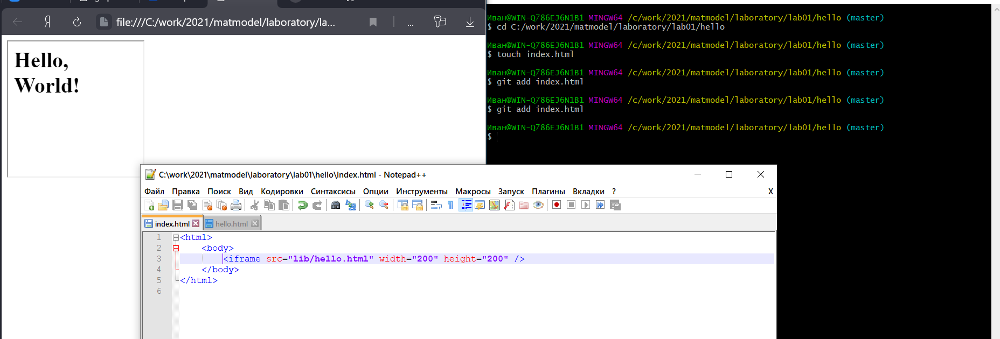 file:///C:/work/2021/matmodel/laboratory/la...
...
Hello,
World!
Иван@WIN-Q786EJ6N1B1 MINGW64 /c/work/2021/matmodel/laboratory/lab01/hello (master)
$ cd C:/work/2021/matmodel/laboratory/lab01/hello
Иван@WIN-Q786EJ6N1B1 MINGW64 /c/work/2021/matmodel/laboratory/lab01/hello (master)
$ touch index.html
Иван@WIN-Q786EJ6N1B1 MINGW64 /c/work/2021/matmodel/laboratory/lab01/hello (master)
$ git add index.html
Иван@WIN-Q786EJ6N1B1 MINGW64 /c/work/2021/matmodel/laboratory/lab01/hello (master)
$ git add index.html
Иван@WIN-Q786EJ6N1B1 MINGW64 /c/work/2021/matmodel/laboratory/lab01/hello (master)
$
C:\work\2021\matmodel\laboratory\lab01\hello\index.html - Notepad++
Файл Правка Поиск Вид Кодировки Синтаксисы Опции Инструменты Макросы Запуск Плагины Вкладки ? X
index.html hello.html
1 <html>
2 <body>
3 <iframe src="lib/hello.html" width="200" height="200" />
4 </body>
5 </html>
6